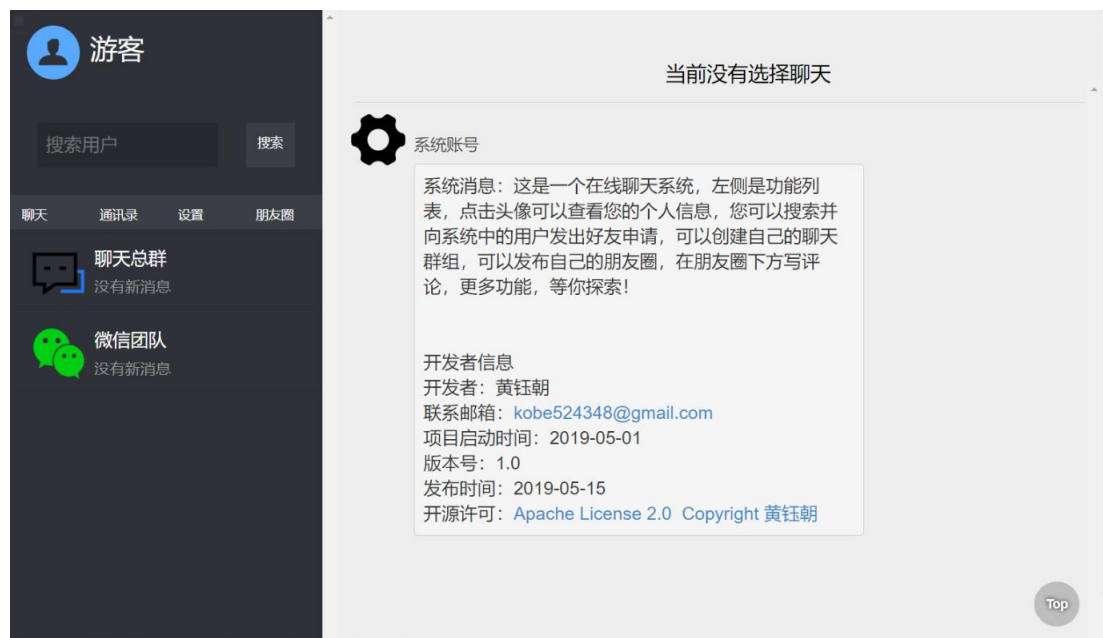 游客
搜索用户
搜索
聊天 通讯录 设置 朋友圈
聊天总群
没有新消息
微信团队
没有新消息
当前没有选择聊天
系统账号
系统消息：这是一个在线聊天系统，左侧是功能列
表，点击头像可以查看您的个人信息，您可以搜索并
向系统中的用户发出好友申请，可以创建自己的聊天
群组，可以发布自己的朋友圈，在朋友圈下方写评
论，更多功能，等你探索！
开发者信息
开发者：黄钰朝
联系邮箱：kobe524348@gmail.com
项目启动时间：2019-05-01
版本号：1.0
发布时间：2019-05-15
开源许可：Apache License 2.0 Copyright 黄钰朝
Top